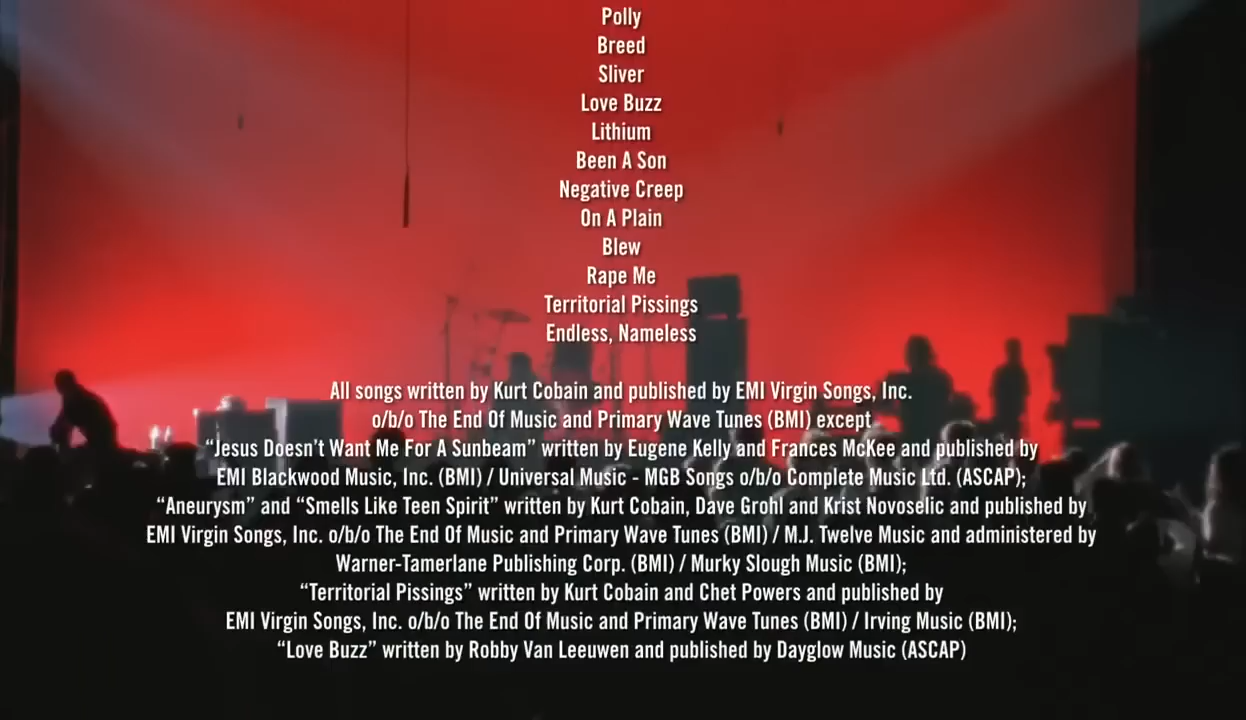 Polly
Breed
Sliver
Love Buzz
Lithium
Been A Son
Negative Creep
On A Plain
Blew
Rape Me
Territorial Pissings
Endless, Nameless
All songs written by Kurt Cobain and published by EMI Virgin Songs, Inc.
o/b/o The End Of Music and Primary Wave Tunes (BMI) except
“Jesus Doesn’t Want Me For A Sunbeam” written by Eugene Kelly and Frances McKee and published by
EMI Blackwood Music, Inc. (BMI) / Universal Music - MGB Songs o/b/o Complete Music Ltd. (ASCAP);
“Aneurysm” and “Smells Like Teen Spirit” written by Kurt Cobain, Dave Grohl and Krist Novoselic and published by
EMI Virgin Songs, Inc. o/b/o The End Of Music and Primary Wave Tunes (BMI) / M.J. Twelve Music and administered by
Warner-Tamerlane Publishing Corp. (BMI) / Murky Slough Music (BMI);
“Territorial Pissings” written by Kurt Cobain and Chet Powers and published by
EMI Virgin Songs, Inc. o/b/o The End Of Music and Primary Wave Tunes (BMI) / Irving Music (BMI);
“Love Buzz” written by Robby Van Leeuwen and published by Dayglow Music (ASCAP)